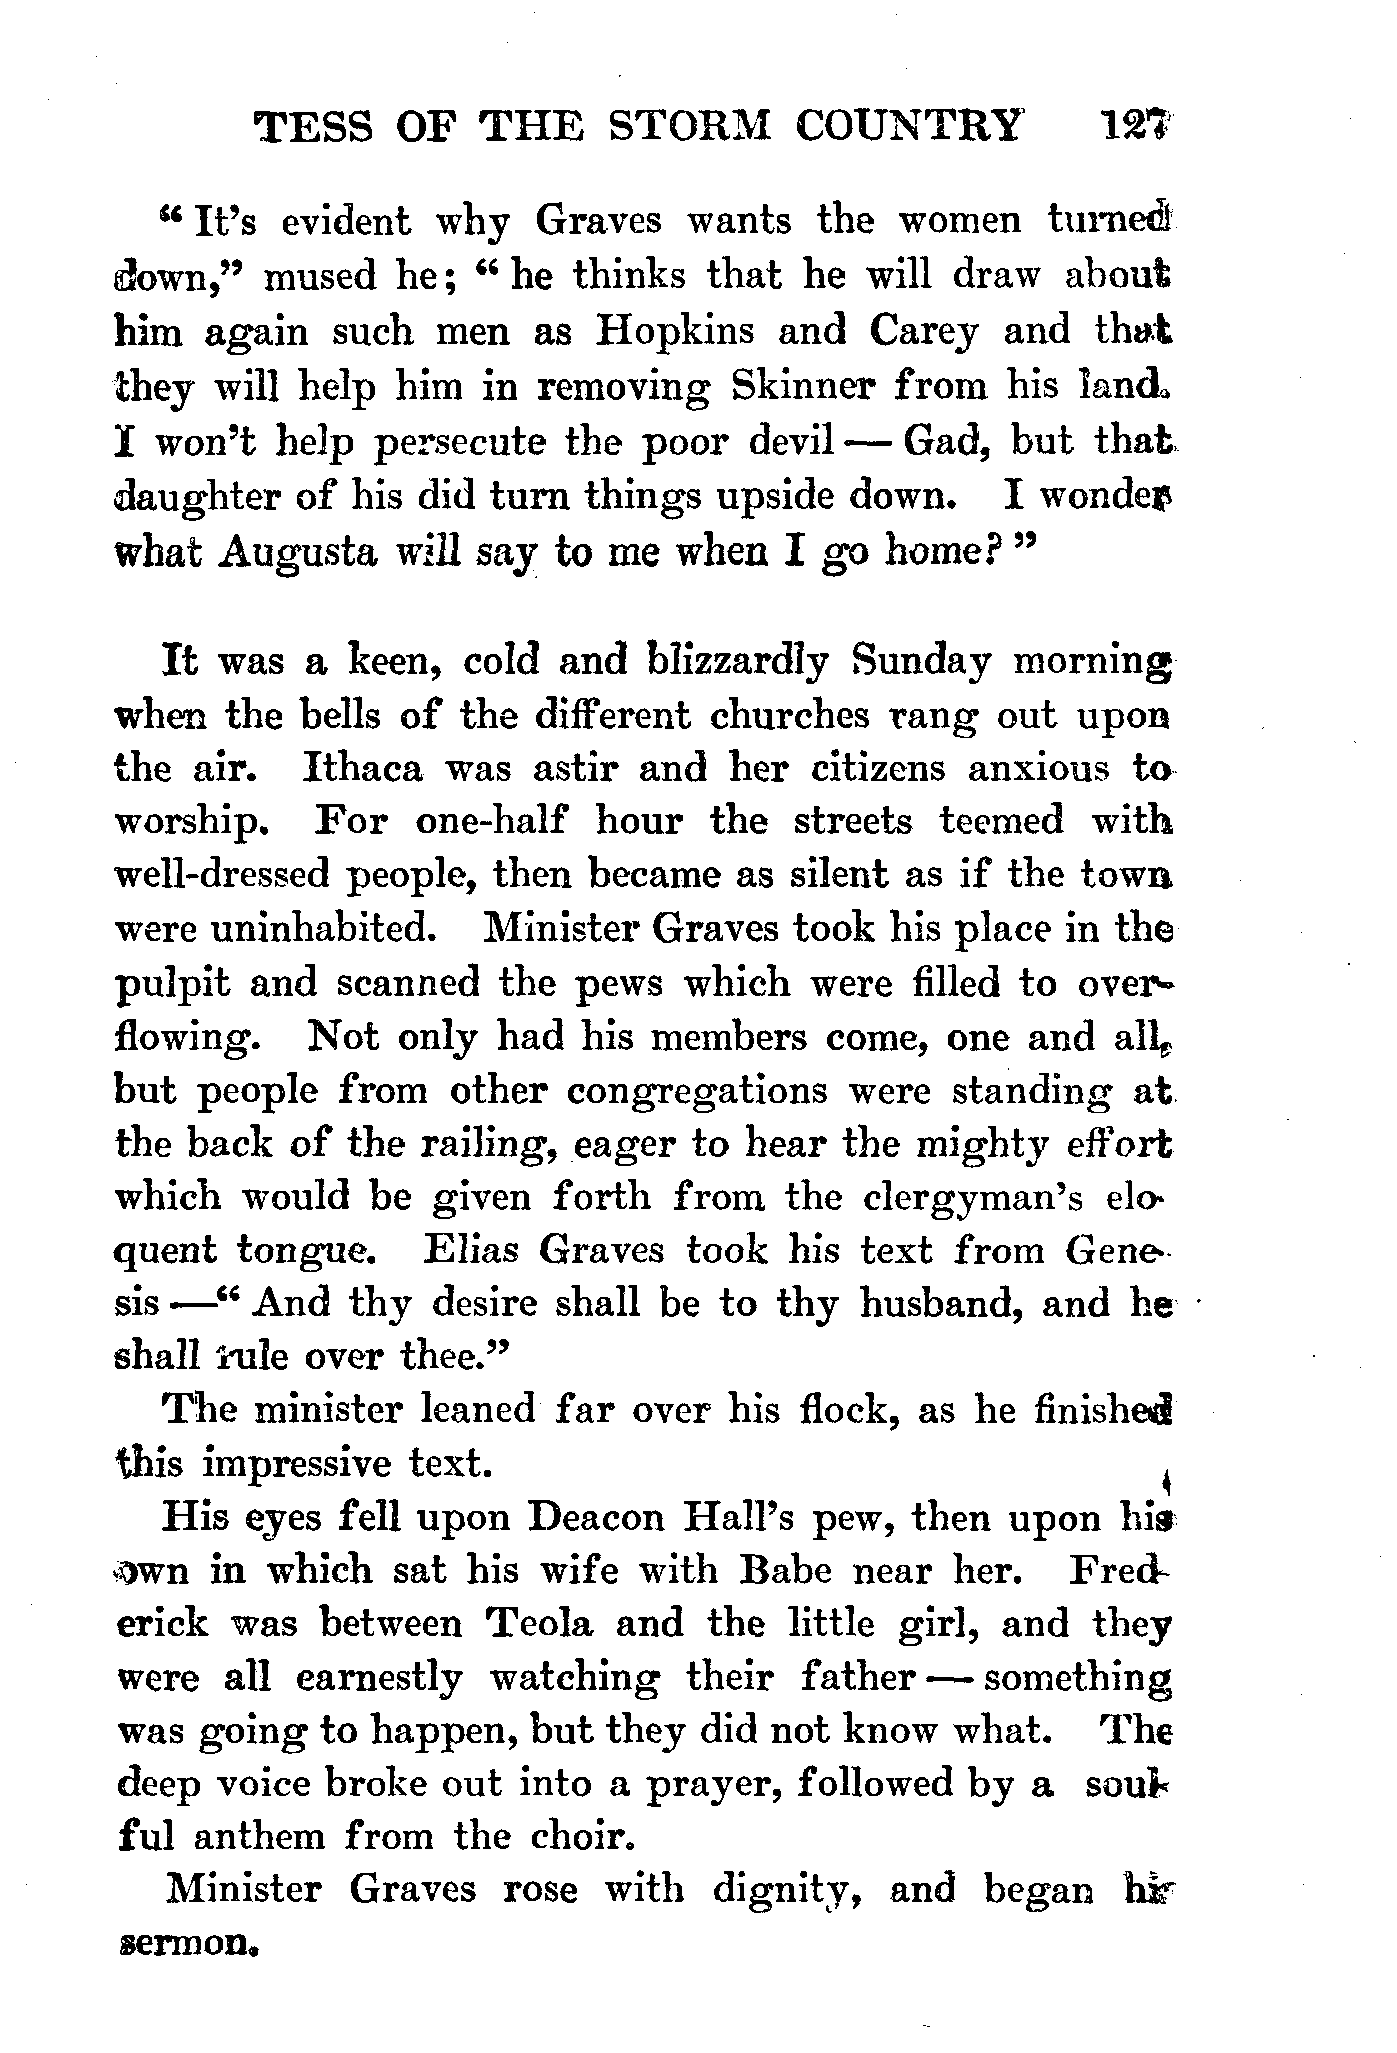 TESS OF THE STORM COUNTRY 127
“ It’s evident why Graves wants the women turned
down,” mused he; “ he thinks that he will draw about
him again such men as Hopkins and Carey and that
they will help him in removing Skinner from his land.
I won’t help persecute the poor devil — Gad, but that
daughter of his did turn things upside down. I wonder
what Augusta will say to me when I go home? ”
It was a keen, cold and blizzardly Sunday morning
when the bells of the different churches rang out upon
the air. Ithaca was astir and her citizens anxious to
worship. For one-half hour the streets teemed with
well-dressed people, then became as silent as if the town
were uninhabited. Minister Graves took his place in the
pulpit and scanned the pews which were filled to over-
flowing. Not only had his members come, one and all,
but people from other congregations were standing at
the back of the railing, eager to hear the mighty effort
which would be given forth from the clergyman’s elo-
quent tongue. Elias Graves took his text from Gene-
sis —“ And thy desire shall be to thy husband, and he
shall rule over thee.”
The minister leaned far over his flock, as he finished
this impressive text.
His eyes fell upon Deacon Hall’s pew, then upon his
own in which sat his wife with Babe near her. Fred-
erick was between Teola and the little girl, and they
were all earnestly watching their father — something
was going to happen, but they did not know what. The
deep voice broke out into a prayer, followed by a soul-
ful anthem from the choir.
Minister Graves rose with dignity, and began his
sermon.